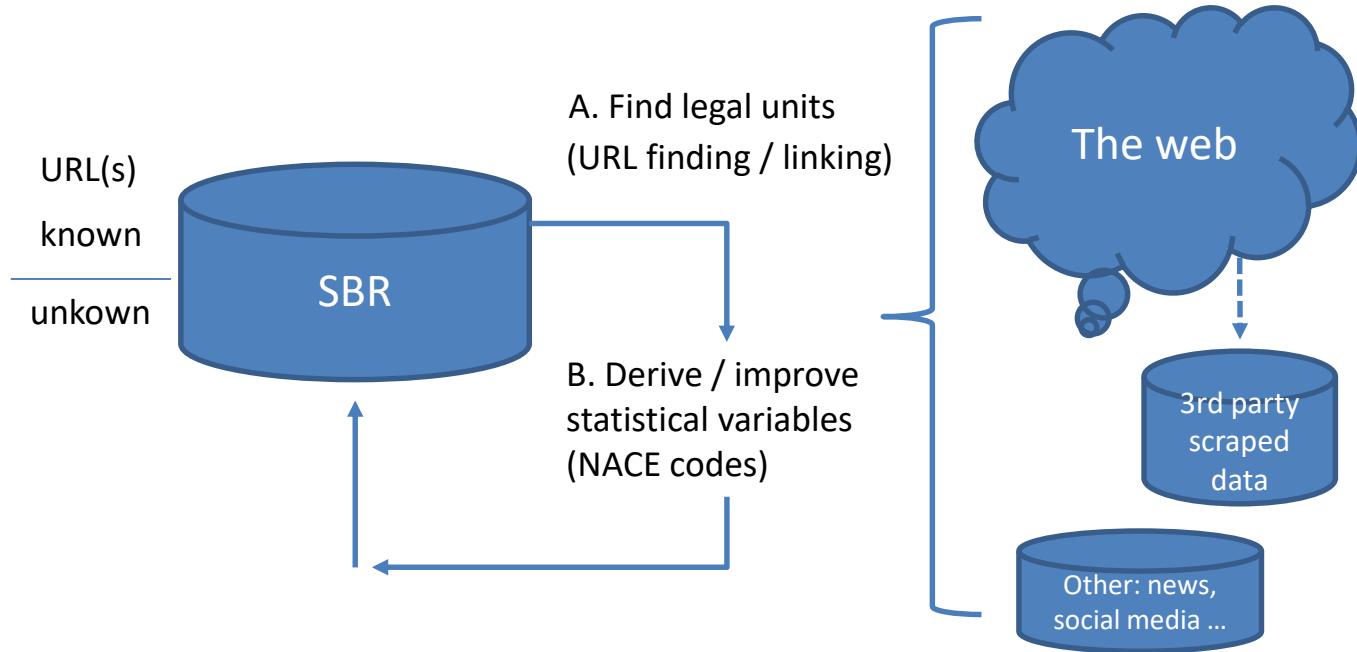 URL(s)
known
unkown
SBR
A. Find legal units
(URL finding / linking)
B. Derive / improve
statistical variables
(NACE codes)
The web
3rd party
scraped
data
Other: news,
social media ...